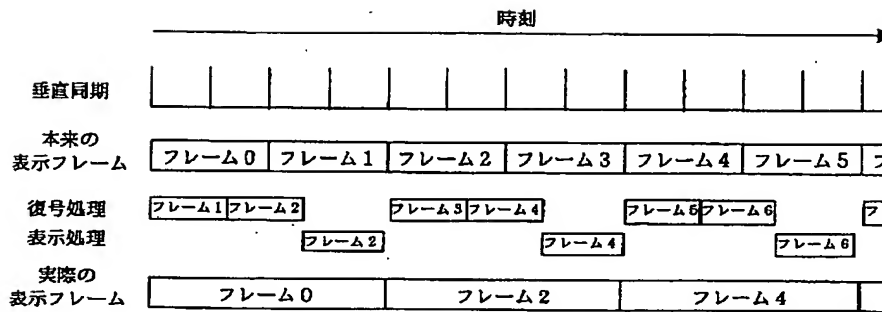 時刻
垂直同期
本来の
表示フレーム
フレーム0 フレーム1 フレーム2 フレーム3 フレーム4 フレーム5 フ
復号処理
フレーム1 フレーム2 フレーム3 フレーム4 フレーム5 フレーム6 フ
表示処理
フレーム2 フレーム4 フレーム6
実際の
表示フレーム
フレーム0 フレーム2 フレーム4